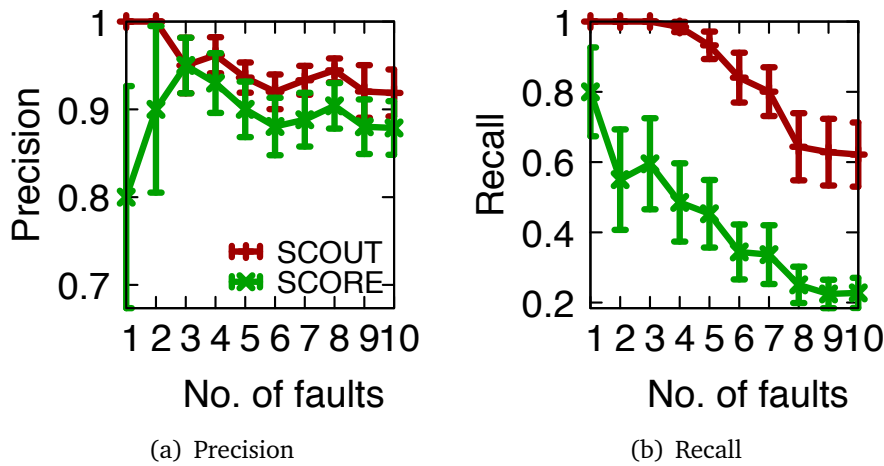 1
0.9
0.8
0.7
Precision
SCOUT
SCORE
1 2 3 4 5 6 7 8 9 10
No. of faults
(a) Precision
1
0.8
0.6
0.4
0.2
Recall
1 2 3 4 5 6 7 8 9 10
No. of faults
(b) Recall